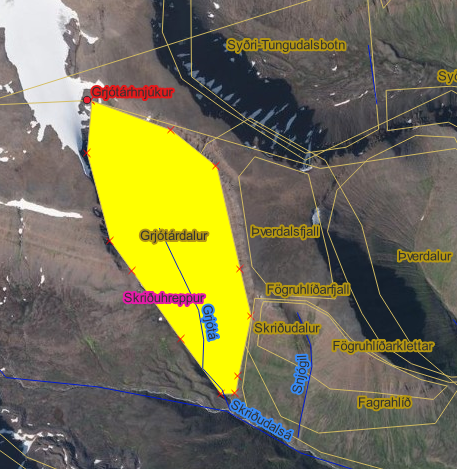 Syðri-Tungudalsbotn
Sy
Grjótárhnjúkur
Grjótárdalur
Þverdalsfjall
Þverdalur
Fögruhlíðarfjall
Skriðuhreppur
Grjótá
Skriðudalur
Fögruhlíðarklettar
Snjógil
Fagrahlíð
Skriðudalsá